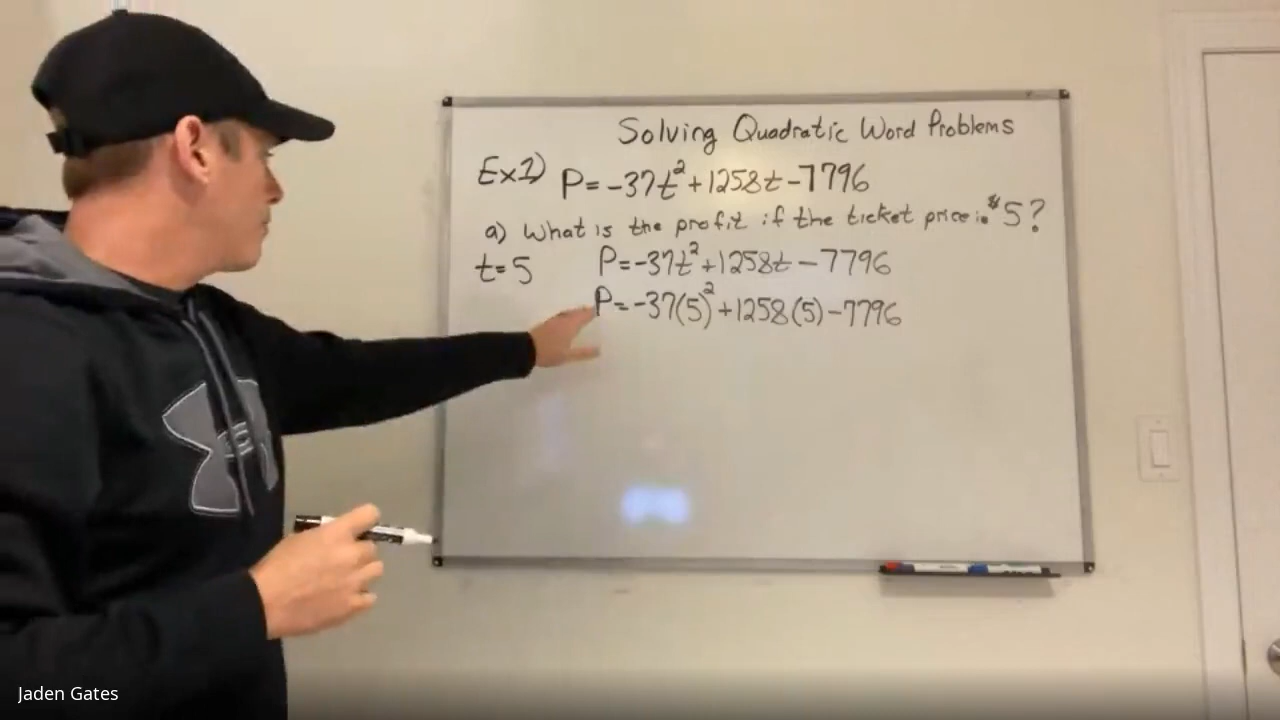 Solving Quadratic Word Problems
Ex1) P=-37t²+1258t-7796
a) What is the profit if the ticket price is $5?
t=5 P=-37t²+1258t-7796
P=-37(5)²+1258(5)-7796
Jaden Gates